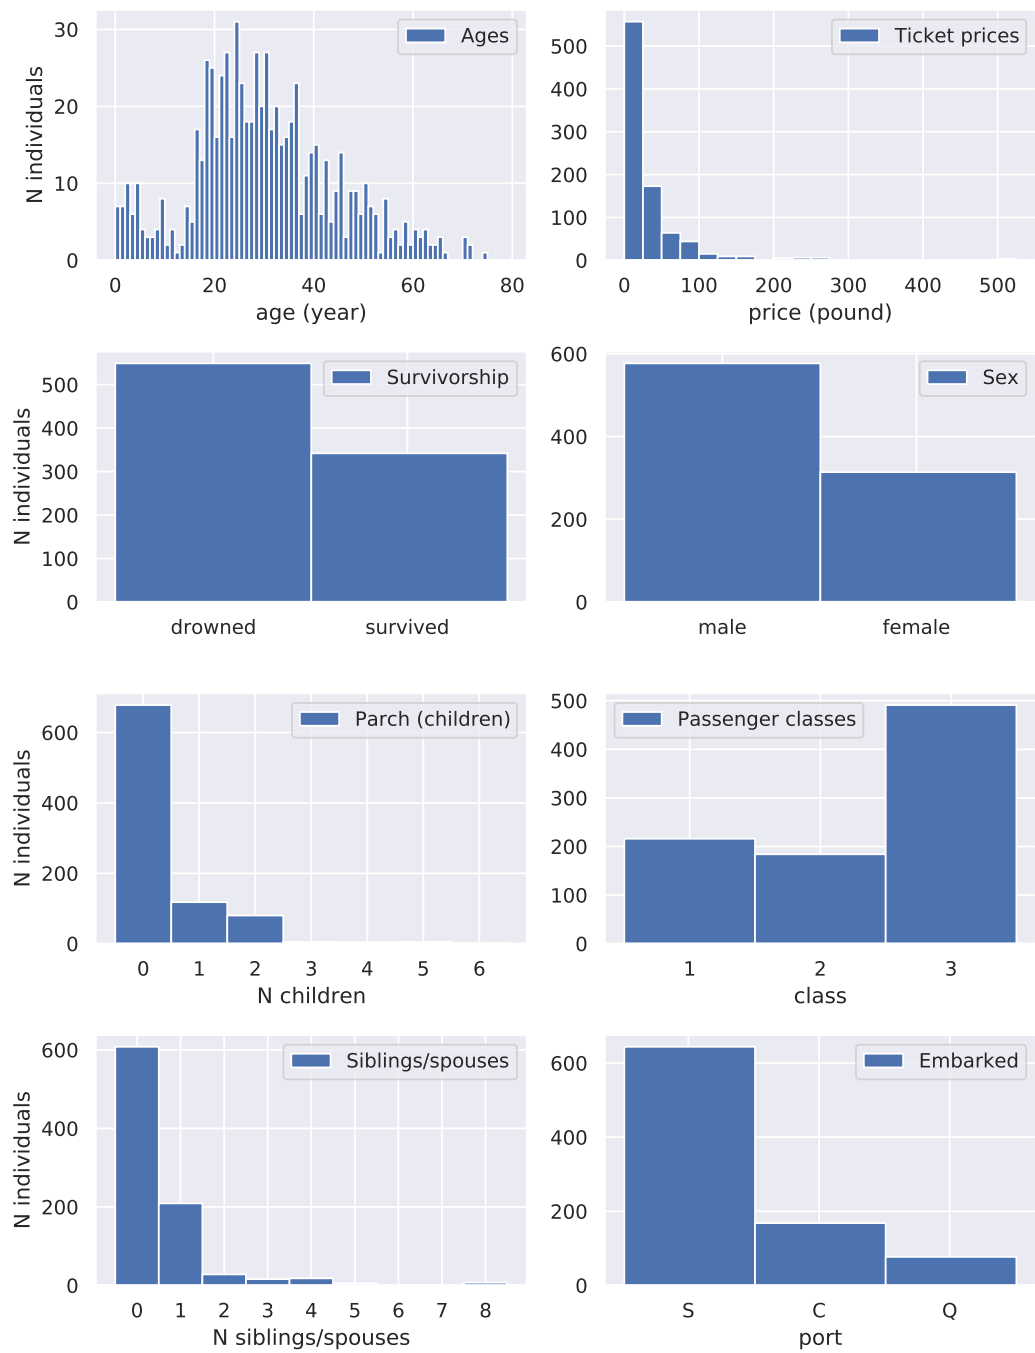 Ages
N individuals
30
20
10
0
0 20 40 60 80
age (year)
Ticket prices
500
400
300
200
100
0
0 100 200 300 400 500
price (pound)
Survivorship
N individuals
500
400
300
200
100
0
drowned survived
Sex
600
400
200
0
male female
Parch (children)
N individuals
600
400
200
0
0 1 2 3 4 5 6
N children
Passenger classes
500
400
300
200
100
0
1 2 3
class
Siblings/spouses
N individuals
600
400
200
0
0 1 2 3 4 5 6 7 8
N siblings/spouses
Embarked
600
400
200
0
S C Q
port